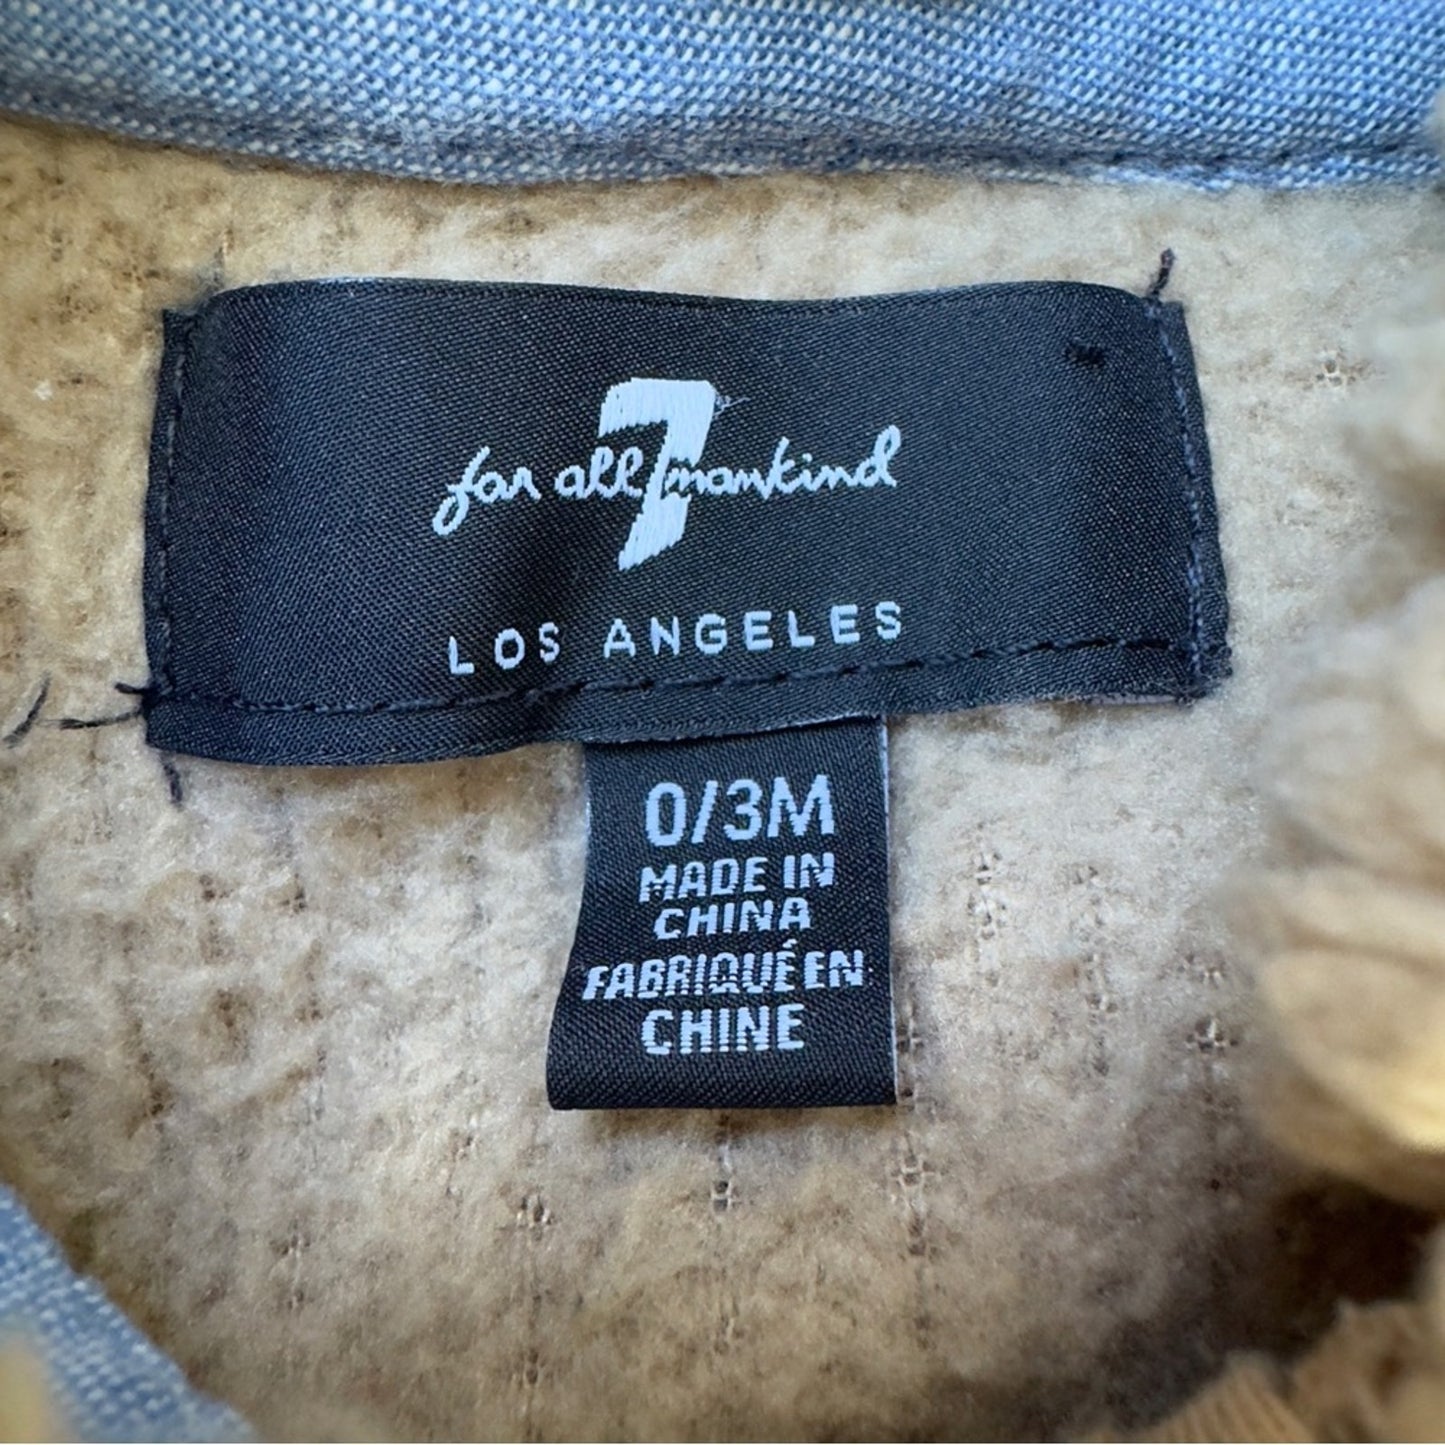 7
for all mankind
LOS ANGELES
0/3M
MADE IN
CHINA
FABRIQUÉ EN
CHINE